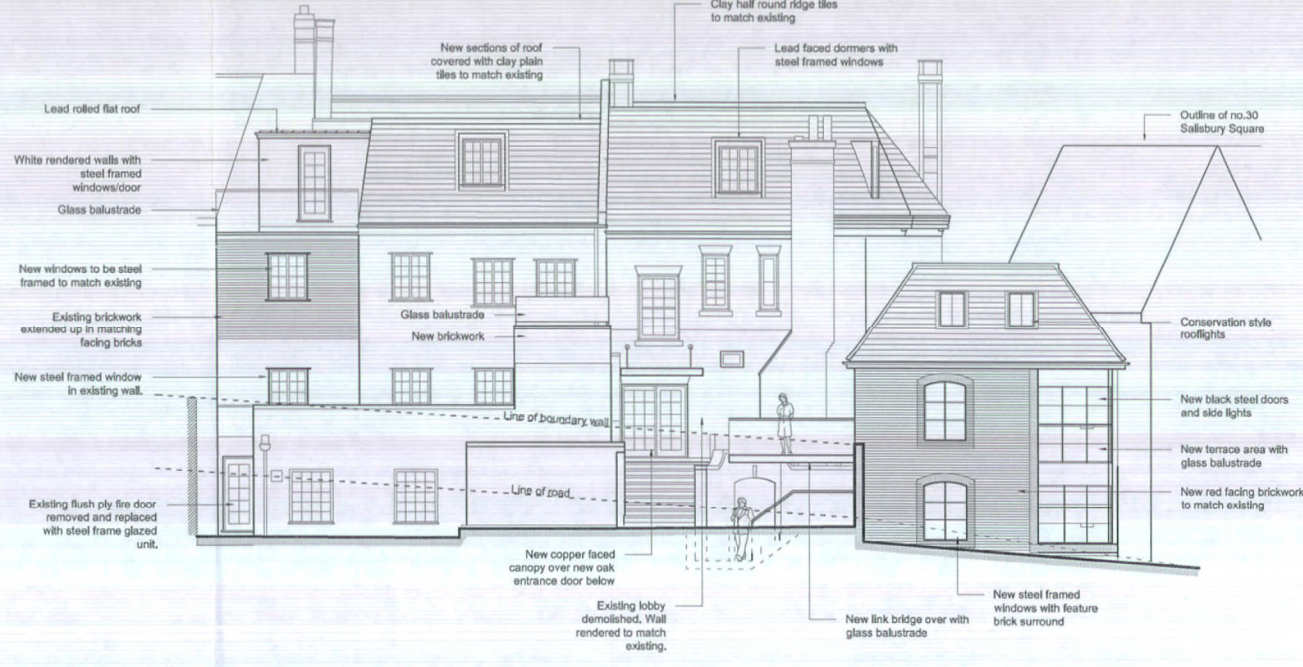 Clay half round ridge tiles
to match existing
New sections of roof
covered with clay plain
tiles to match existing
Lead faced dormers with
steel framed windows
Lead rolled flat roof
Outline of no.30
Salisbury Square
White rendered walls with
steel framed
windows/door
Glass balustrade
New windows to be steel
framed to match existing
Glass balustrade
Existing brickwork
extended up in matching
facing bricks
New brickwork
Conservation style
rooflights
New steel framed window
in existing wall.
Line of boundary wall
New black steel doors
and side lights
New terrace area with
glass balustrade
Line of road
New red facing brickwork
to match existing
Existing flush ply fire door
removed and replaced
with steel frame glazed
unit.
New copper faced
canopy over new oak
entrance door below
Existing lobby
demolished. Wall
rendered to match
existing.
New link bridge over with
glass balustrade
New steel framed
windows with feature
brick surround